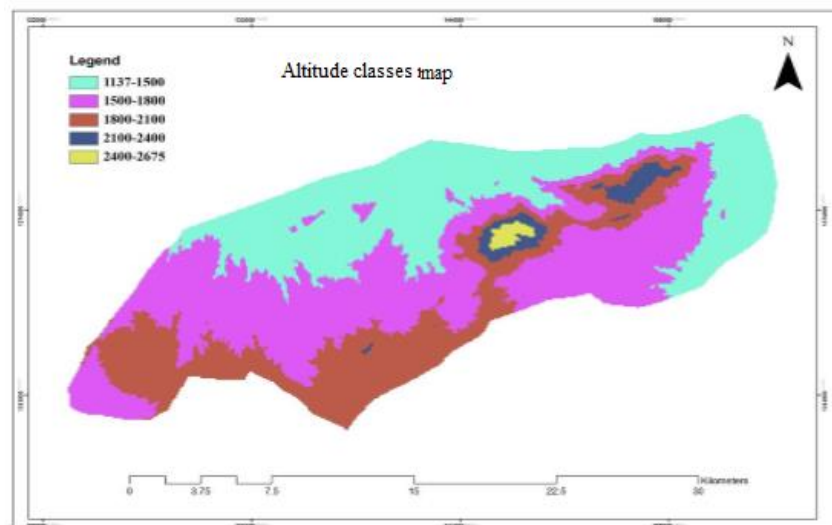 Legend
1137-1500
1500-1800
1800-2100
2100-2400
2400-2675
Altitude classes map
N
0 3.75 7.5 15 22.5 30 Kilometers